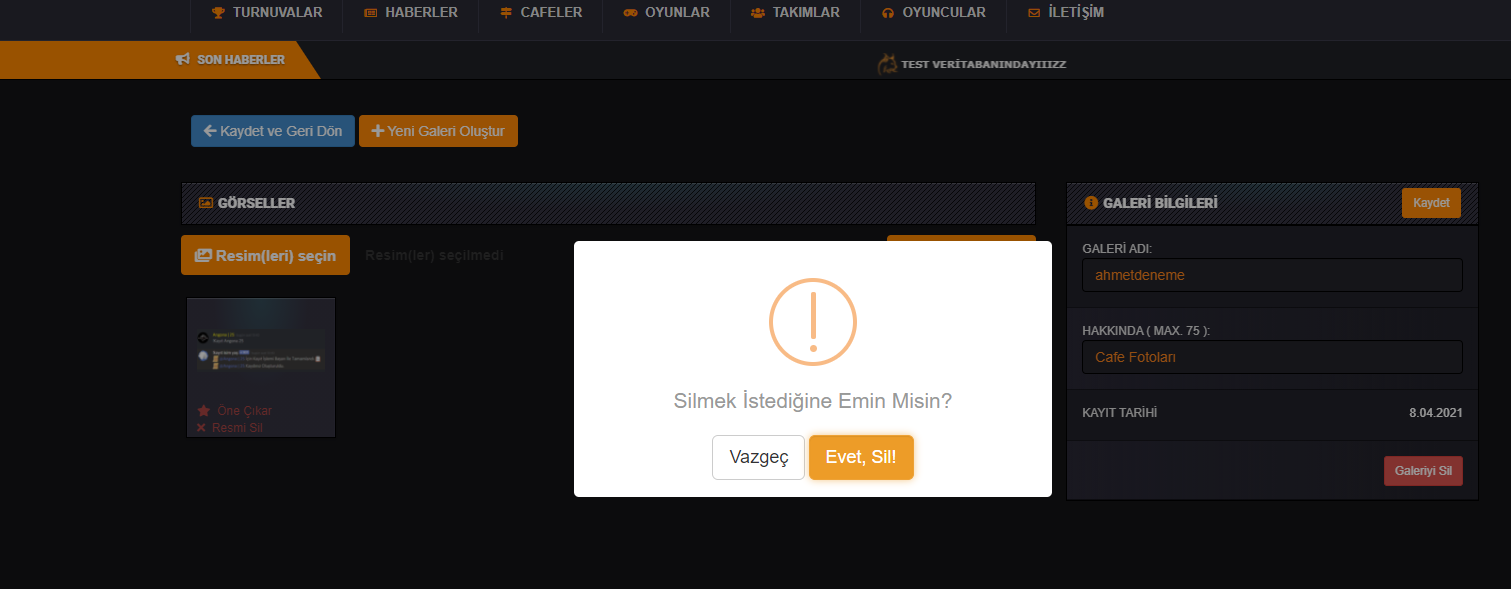 TURNUVALAR HABERLER CAFELER OYUNLAR TAKIMLAR OYUNCULAR İLETİŞİM
SON HABERLER
TEST VERİTABANINDAYIIIZZ
Kaydet ve Geri Dön
Yeni Galeri Oluştur
GÖRSELLER
Resim(leri) seçin
Resim(ler) seçilmedi
Öne Çıkar
Resmi Sil
Silmek İstediğine Emin Misin?
Vazgeç
Evet, Sil!
GALERİ BİLGİLERİ
Kaydet
GALERİ ADI:
ahmetdeneme
HAKKINDA ( MAX. 75 ):
Cafe Fotoları
KAYIT TARİHİ 8.04.2021
Galeriyi Sil